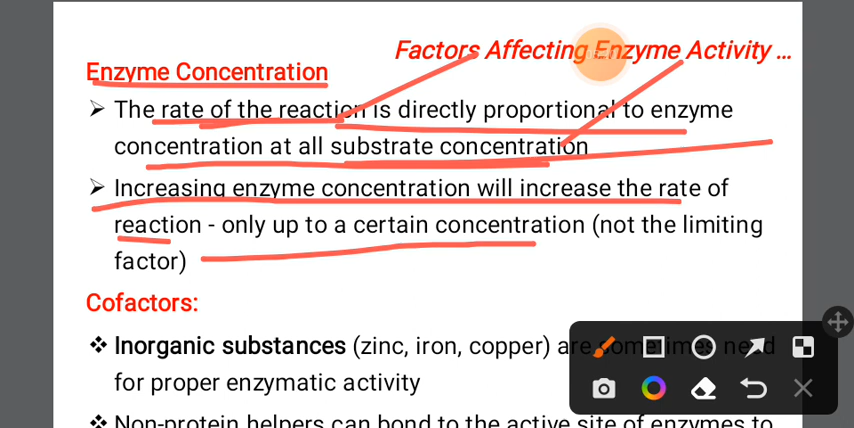 Factors Affecting Enzyme Activity ...
Enzyme Concentration
➢ The rate of the reaction is directly proportional to enzyme
concentration at all substrate concentration
➢ Increasing enzyme concentration will increase the rate of
reaction - only up to a certain concentration (not the limiting
factor)
Cofactors:
❖ Inorganic substances (zinc, iron, copper) are sometimes need
for proper enzymatic activity
❖ Non-protein helpers can bond to the active site of enzymes to